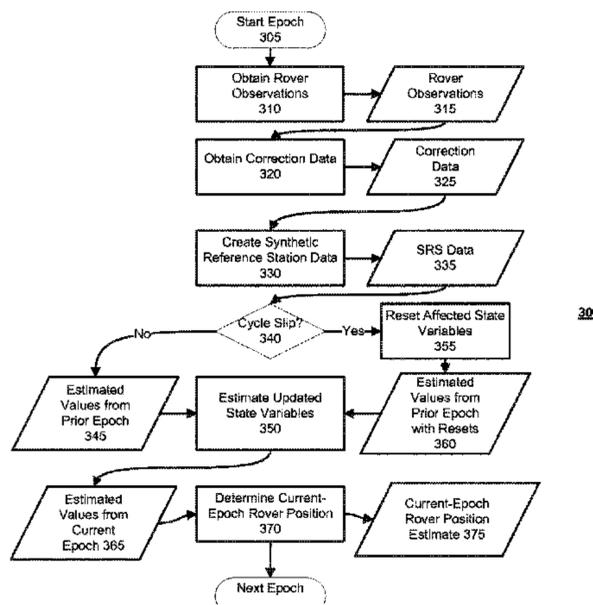 Start Epoch
305
Obtain Rover
Observations
310
Rover
Observations
315
Obtain Correction Data
320
Correction
Data
325
Create Synthetic
Reference Station Data
330
SRS Data
335
Cycle Slip?
340
No
Yes
Reset Affected State
Variables
355
Estimated
Values from
Prior Epoch
345
Estimate Updated
State Variables
350
Estimated
Values from
Prior Epoch
with Resets
360
Estimated
Values from
Current
Epoch 365
Determine Current-
Epoch Rover Position
370
Current-Epoch
Rover Position
Estimate 375
Next Epoch
30